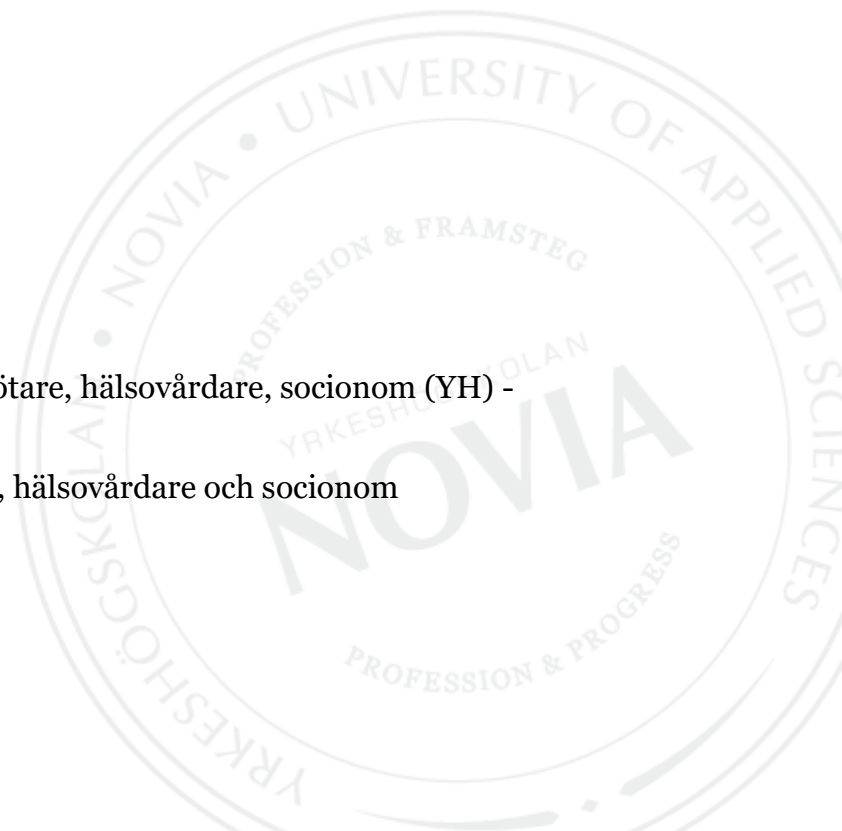 UNIVERSITY OF APPLIED SCIENCES
YRKESHÖGSKOLAN • NOVIA •
PROFESSION & FRAMSTEG
ötare, hälsovårdare, socionom (YH) -
YRKESHÖGSKOLAN
NOVIA
, hälsovårdare och socionom
PROFESSION & PROGRESS